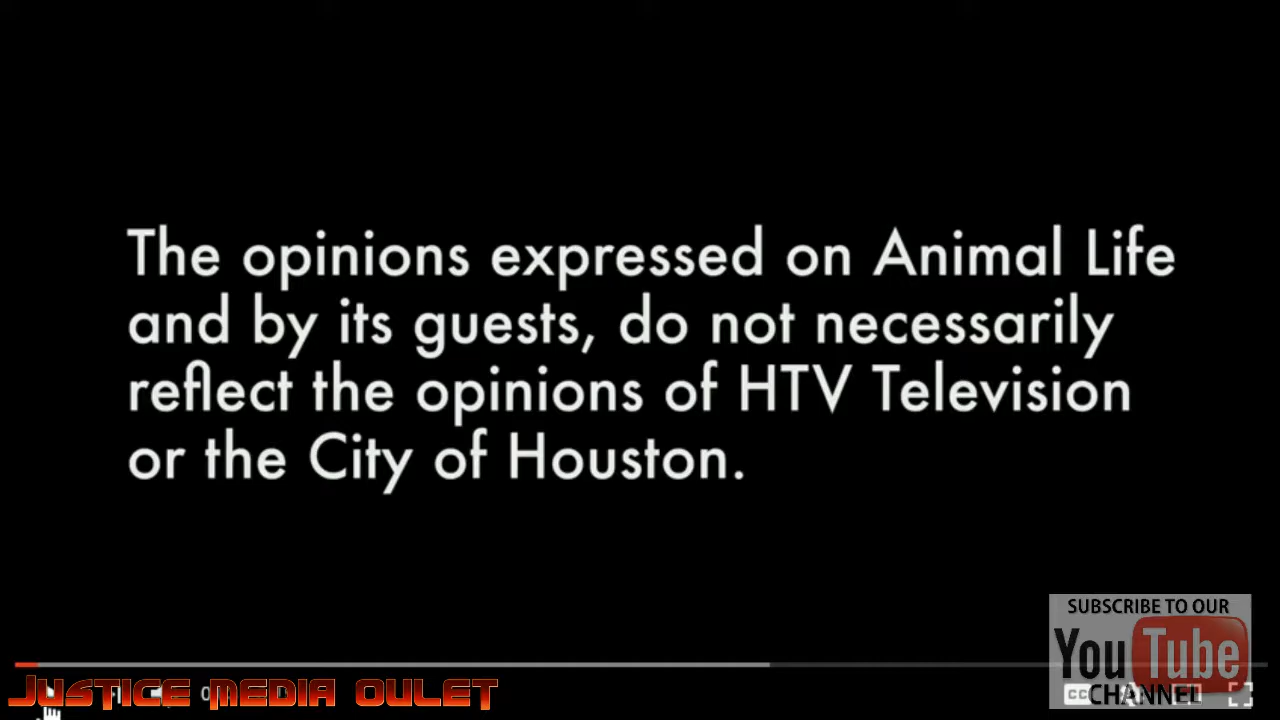 The opinions expressed on Animal Life
and by its guests, do not necessarily
reflect the opinions of HTV Television
or the City of Houston.
SUBSCRIBE TO OUR
YouTube
CHANNEL
CC
JUSTICE MEDIA OULET